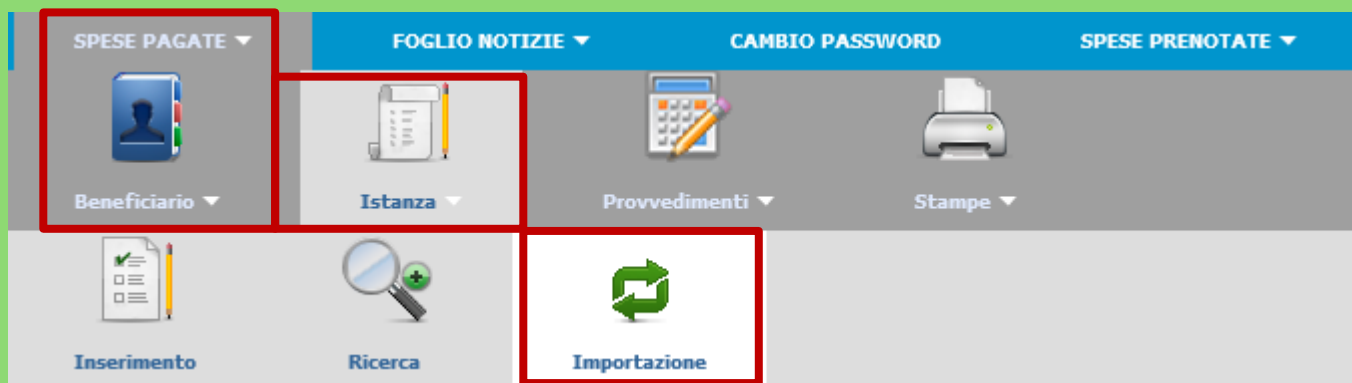 SPESE PAGATE FOGLIO NOTIZIE CAMBIO PASSWORD SPESE PRENOTATE
Beneficiario Istanza Provvedimenti Stampe
Inserimento Ricerca Importazione